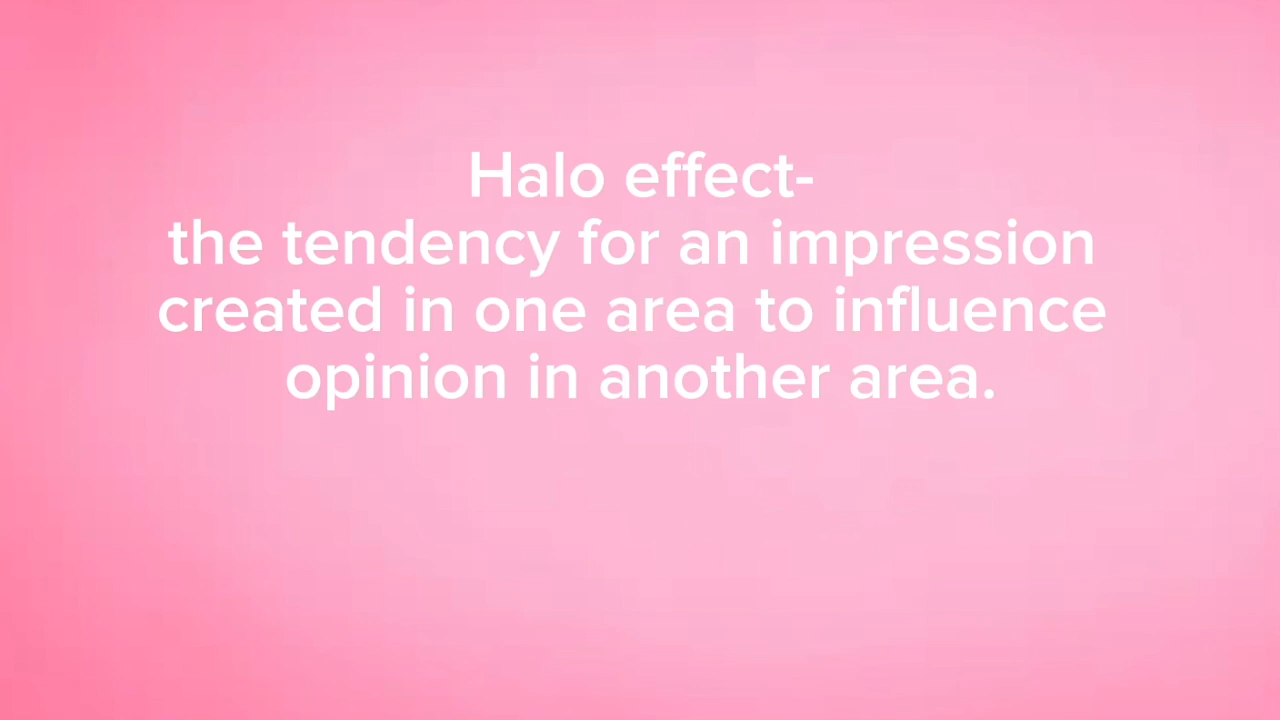 Halo effect-
the tendency for an impression
created in one area to influence
opinion in another area.